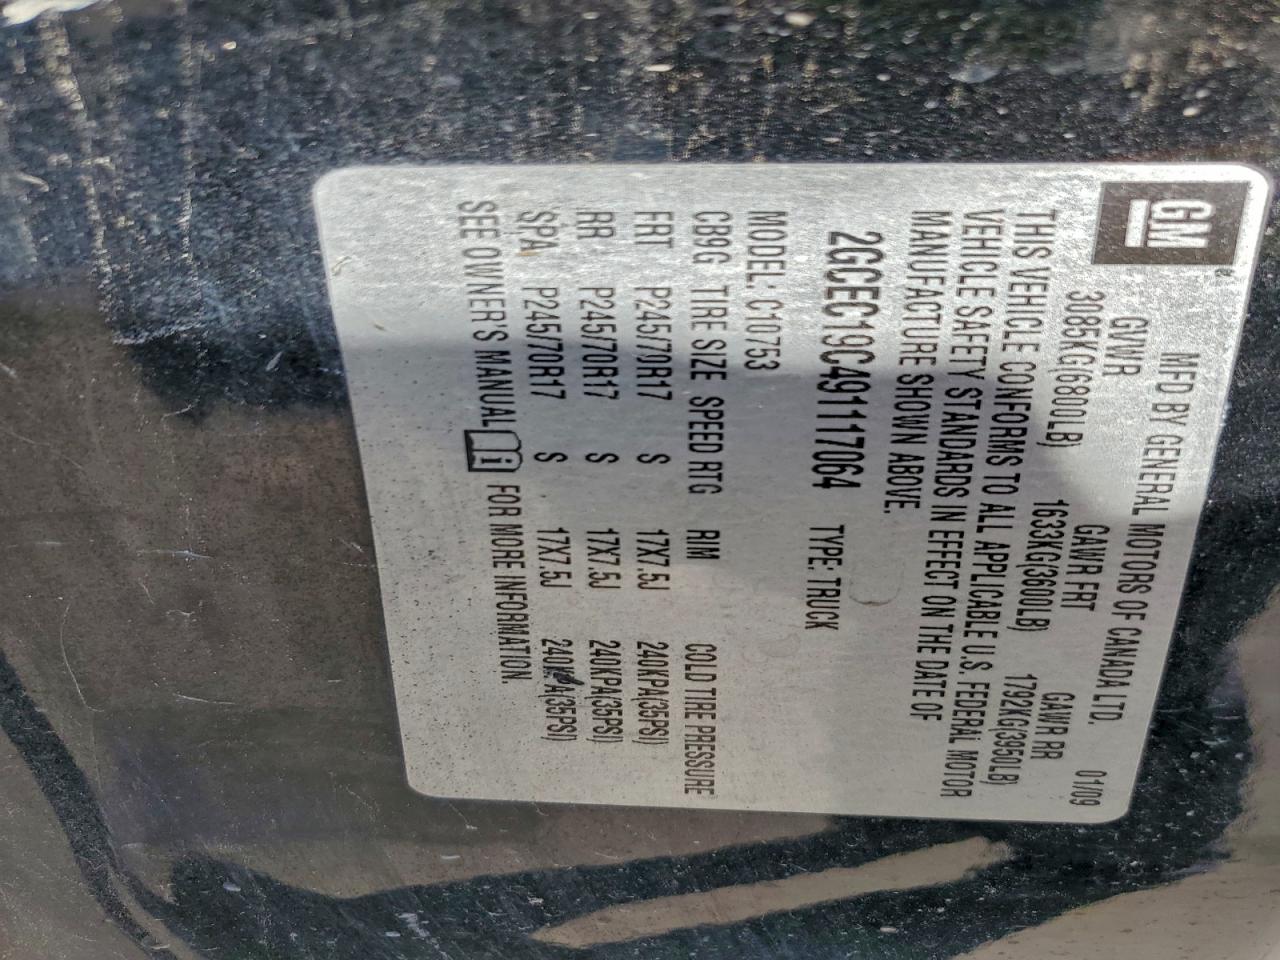 GM
MFD BY GENERAL MOTORS OF CANADA LTD. 01/09
GVWR GAWR FRT GAWR RR
3085KG(6800LB) 1633KG(3600LB) 1792KG(3950LB)
THIS VEHICLE CONFORMS TO ALL APPLICABLE U.S. FEDERAL MOTOR
VEHICLE SAFETY STANDARDS IN EFFECT ON THE DATE OF
MANUFACTURE SHOWN ABOVE.
2GCEC19C491117064 TYPE: TRUCK
MODEL: C10753
CB9G TIRE SIZE SPEED RTG RIM COLD TIRE PRESSURE
FRT P245/70R17 S 17X7.5J 240KPA(35PSI)
RR P245/70R17 S 17X7.5J 240KPA(35PSI)
SPA P245/70R17 S 17X7.5J 240KPA(35PSI)
SEE OWNER'S MANUAL FOR MORE INFORMATION